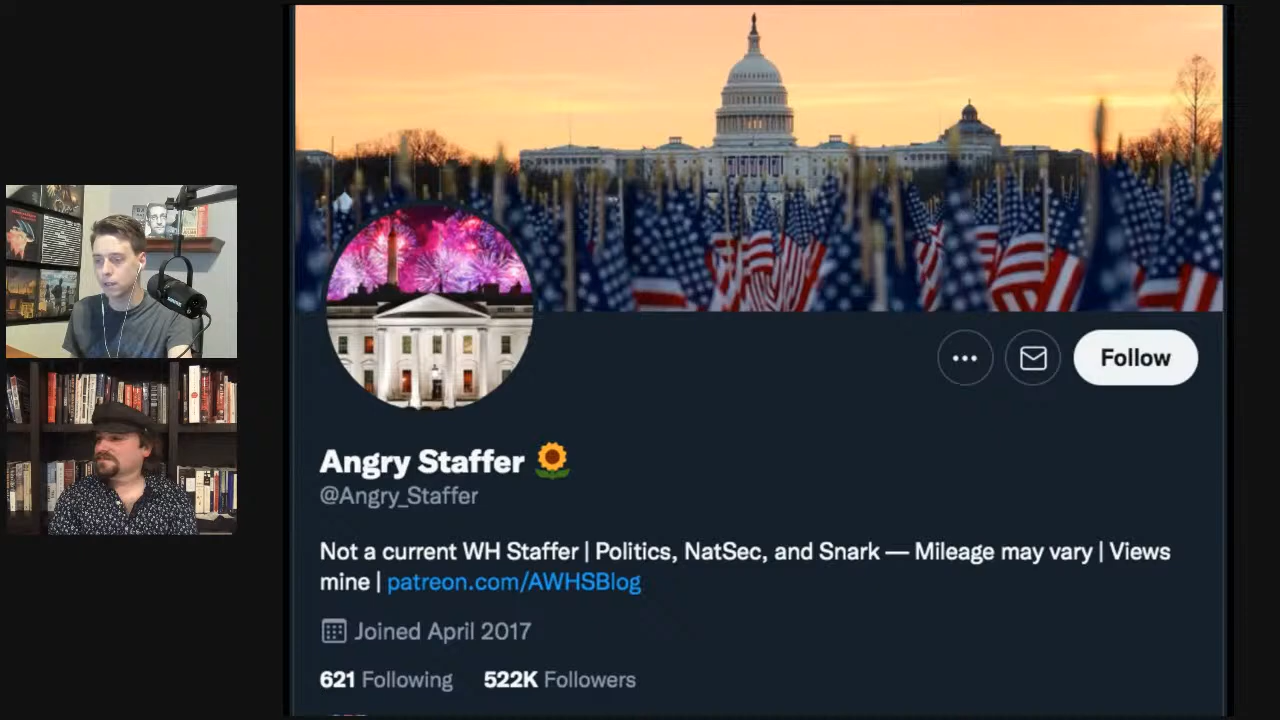 Follow
Angry Staffer
@Angry_Staffer
Not a current WH Staffer | Politics, NatSec, and Snark — Mileage may vary | Views
mine | patreon.com/AWHSBlog
Joined April 2017
621 Following 522K Followers